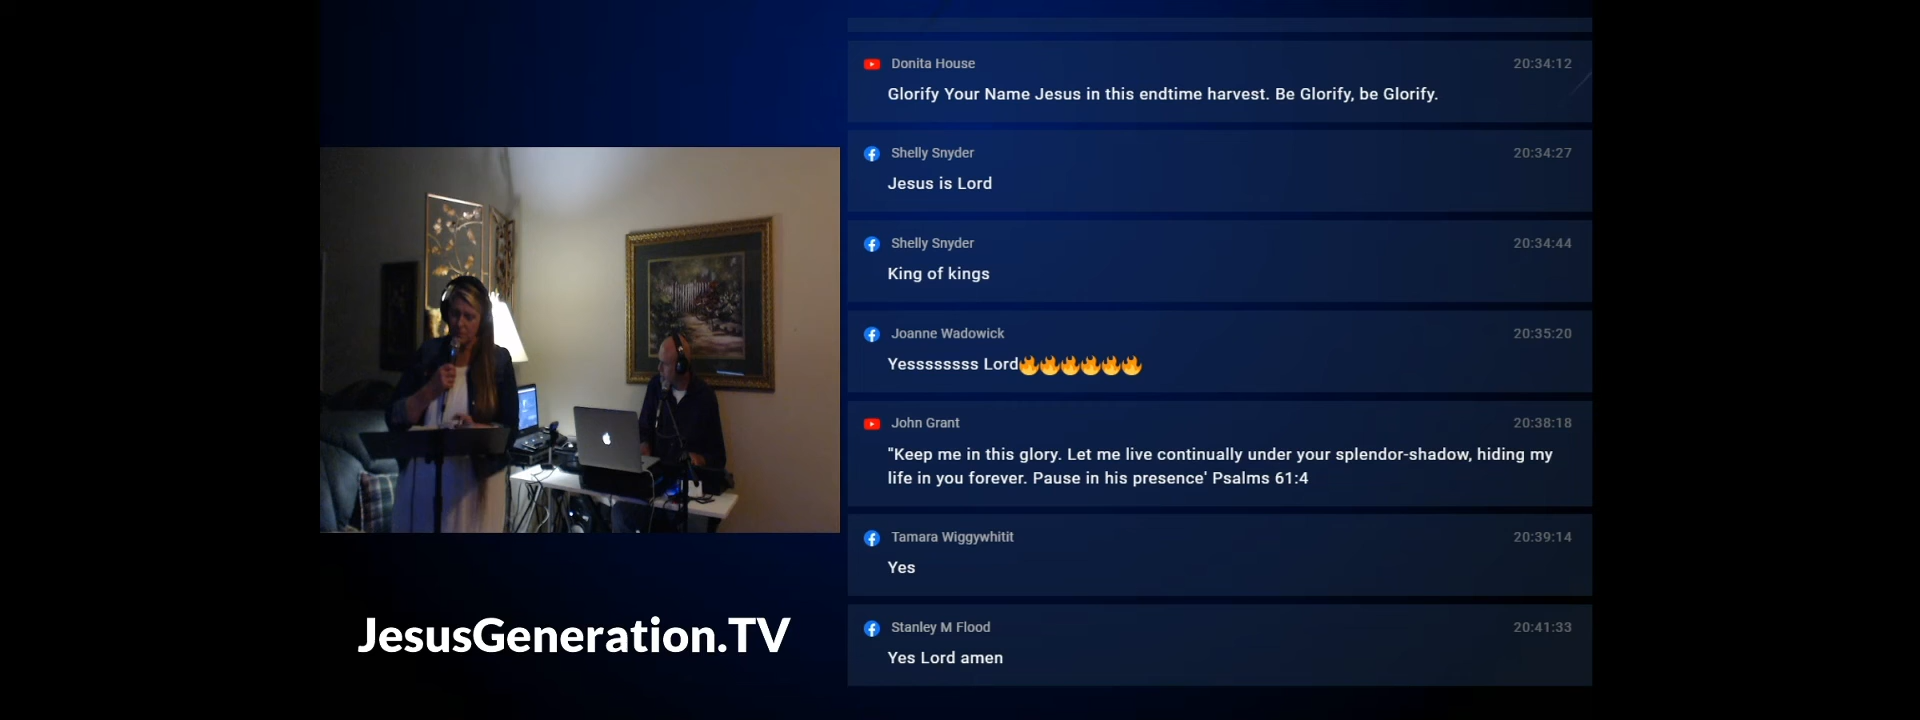 Donita House 20:34:12
Glorify Your Name Jesus in this endtime harvest. Be Glorify, be Glorify.
Shelly Snyder 20:34:27
Jesus is Lord
Shelly Snyder 20:34:44
King of kings
Joanne Wadowick 20:35:20
Yesssssssss Lord🔥🔥🔥🔥🔥🔥
John Grant 20:38:18
"Keep me in this glory. Let me live continually under your splendor-shadow, hiding my
life in you forever. Pause in his presence' Psalms 61:4
Tamara Wiggywhitit 20:39:14
Yes
Stanley M Flood 20:41:33
Yes Lord amen
JesusGeneration.TV